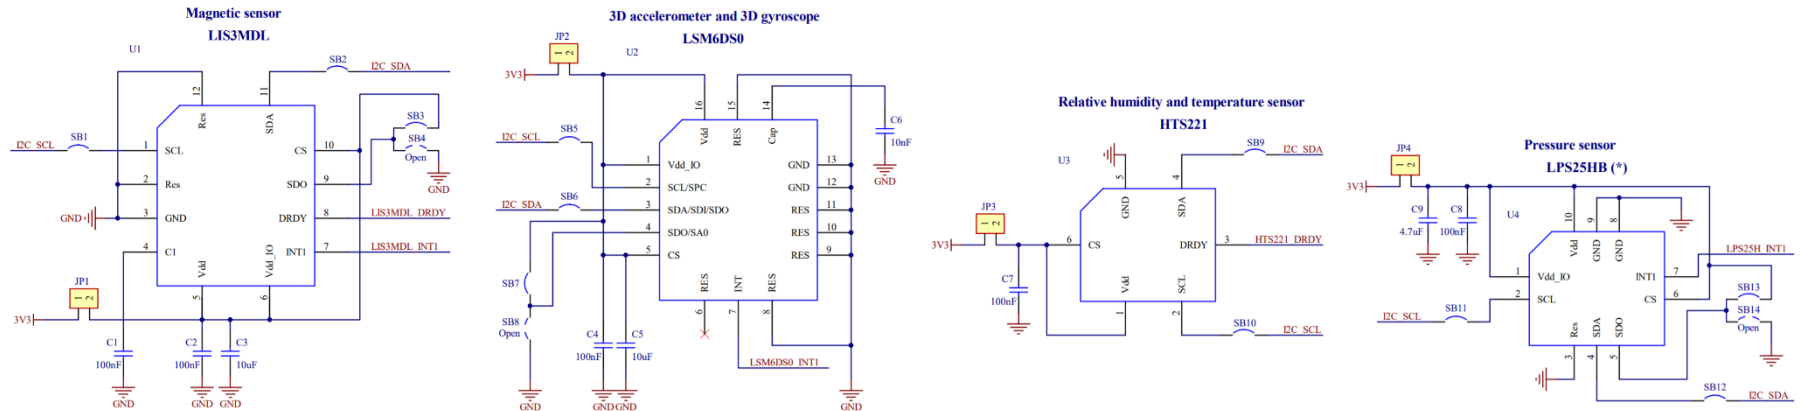 Magnetic sensor
LIS3MDL
U1
SB2
I2C_SDA
12
11
Res
SDA
SB3
SB4
Open
I2C_SCL
SB1
1
SCL
CS
10
2
Res
SDO
9
GND
GND
3
GND
DRDY
8
LIS3MDL_DRDY
4
C1
INT1
7
LIS3MDL_INT1
Vdd
Vdd_IO
5
6
JP1
1
2
3V3
C1
100nF
C2
100nF
C3
10uF
GND
GND
GND
3D accelerometer and 3D gyroscope
LSM6DS0
JP2
1
2
U2
3V3
16
15
14
Vdd
RES
Cap
C6
10nF
GND
I2C_SCL
SB5
1
Vdd_IO
GND
13
2
SCL/SPC
GND
12
I2C_SDA
SB6
3
SDA/SDI/SDO
RES
11
4
SDO/SA0
RES
10
5
CS
RES
9
RES
INT
RES
6
7
8
SB7
SB8
Open
C4
100nF
C5
10uF
LSM6DS0_INT1
GND
GND
GND
GND
Relative humidity and temperature sensor
HTS221
U3
SB9
I2C_SDA
5
4
GND
SDA
JP3
1
2
3V3
6
CS
DRDY
3
HTS221_DRDY
C7
100nF
Vdd
SCL
1
2
SB10
I2C_SCL
Pressure sensor
LPS25HB (*)
JP4
1
2
3V3
C9
4.7uF
C8
100nF
U4
10
9
8
Vdd
GND
GND
LPS25H_INT1
1
Vdd_IO
INT1
7
2
SCL
CS
6
I2C_SCL
SB11
SB13
SB14
Open
Res
SDA
SDO
3
4
5
SB12
I2C_SDA